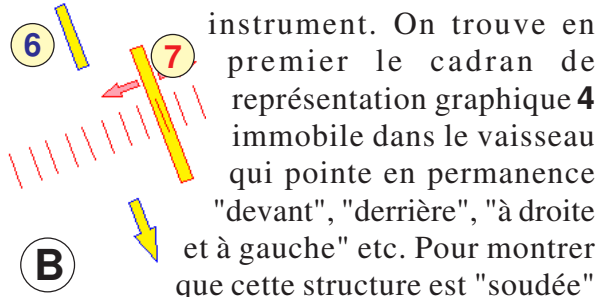 6
7
instrument. On trouve en
premier le cadran de
représentation graphique 4
immobile dans le vaisseau
qui pointe en permanence
"devant", "derrière", "à droite
et à gauche" etc. Pour montrer
B
que cette structure est "soudée"